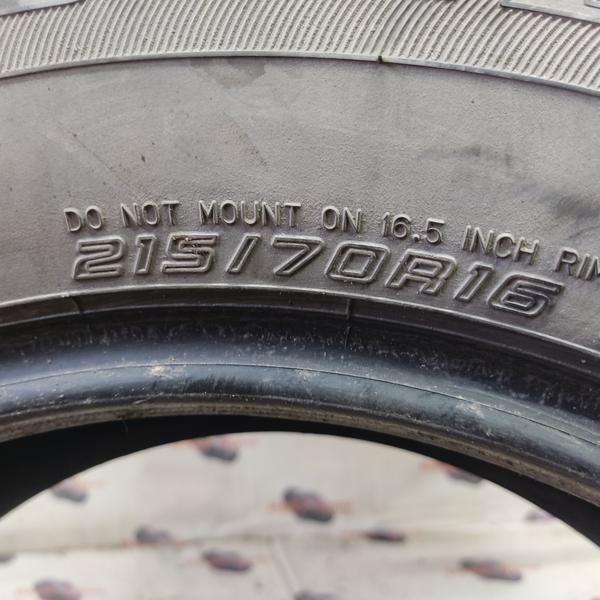 DO NOT MOUNT ON 16.5 INCH RIM
215/70R16